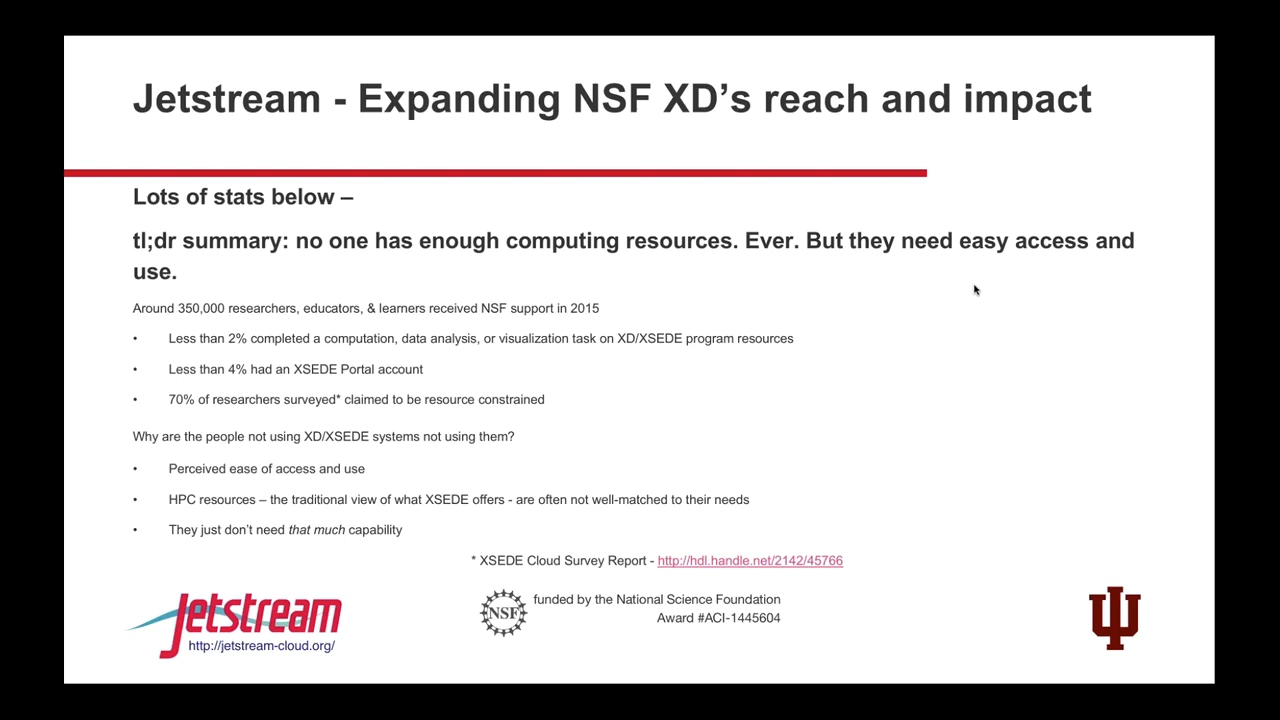 Jetstream - Expanding NSF XD’s reach and impact
Lots of stats below –
tl;dr summary: no one has enough computing resources. Ever. But they need easy access and
use.
Around 350,000 researchers, educators, & learners received NSF support in 2015
• Less than 2% completed a computation, data analysis, or visualization task on XD/XSEDE program resources
• Less than 4% had an XSEDE Portal account
• 70% of researchers surveyed* claimed to be resource constrained
Why are the people not using XD/XSEDE systems not using them?
• Perceived ease of access and use
• HPC resources – the traditional view of what XSEDE offers - are often not well-matched to their needs
• They just don’t need that much capability
* XSEDE Cloud Survey Report - http://hdl.handle.net/2142/45766
Jetstream
http://jetstream-cloud.org/
NSF
funded by the National Science Foundation
Award #ACI-1445604